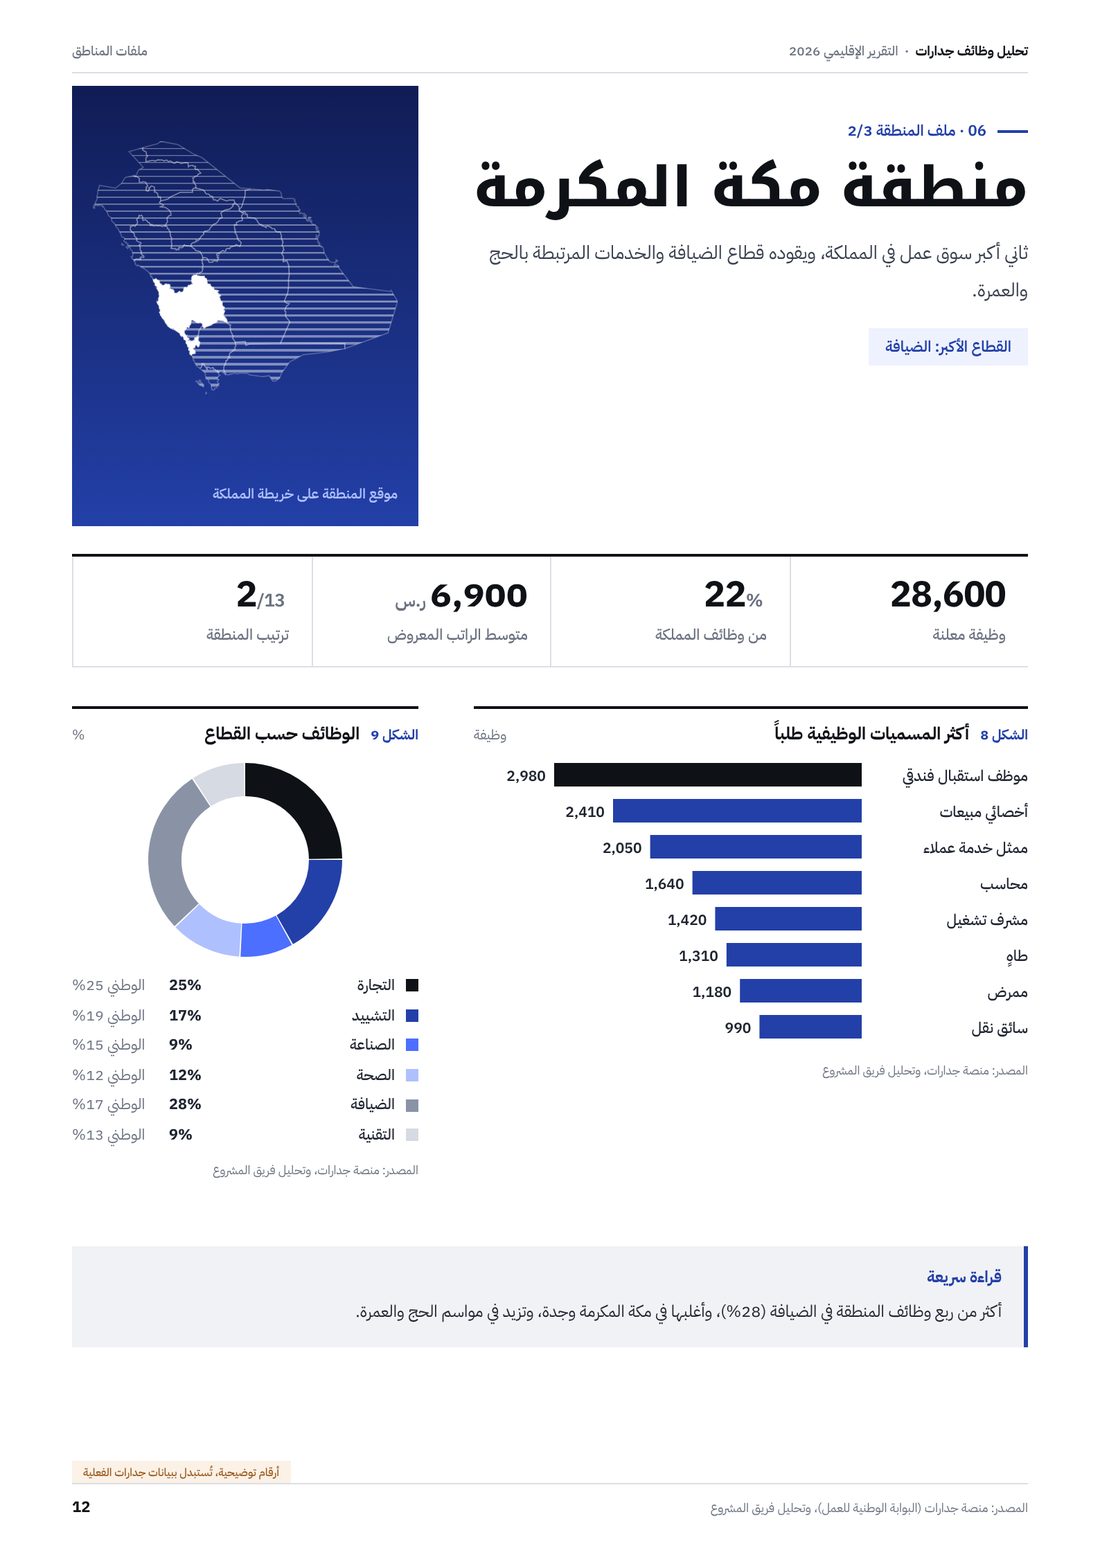 تحليل وظائف جدارات · التقرير الإقليمي 2026
ملفات المناطق
06 · ملف المنطقة 2/3
منطقة مكة المكرمة
ثاني أكبر سوق عمل في المملكة، ويقوده قطاع الضيافة والخدمات المرتبطة بالحج
والعمرة.
القطاع الأكبر: الضيافة
موقع المنطقة على خريطة المملكة
28,600
وظيفة معلنة
22%
من وظائف المملكة
6,900 ر.س
متوسط الراتب المعروض
2/13
ترتيب المنطقة
الشكل 8 أكثر المسميات الوظيفية طلباً
وظيفة
موظف استقبال فندقي 2,980
أخصائي مبيعات 2,410
ممثل خدمة عملاء 2,050
محاسب 1,640
مشرف تشغيل 1,420
طاهٍ 1,310
ممرض 1,180
سائق نقل 990
المصدر: منصة جدارات، وتحليل فريق المشروع
الشكل 9 الوظائف حسب القطاع
%
التجارة 25% الوطني 25%
التشييد 17% الوطني 19%
الصناعة 9% الوطني 15%
الصحة 12% الوطني 12%
الضيافة 28% الوطني 17%
التقنية 9% الوطني 13%
المصدر: منصة جدارات، وتحليل فريق المشروع
قراءة سريعة
أكثر من ربع وظائف المنطقة في الضيافة (28%)، وأغلبها في مكة المكرمة وجدة، وتزيد في مواسم الحج والعمرة.
أرقام توضيحية، تُستبدل ببيانات جدارات الفعلية
المصدر: منصة جدارات (البوابة الوطنية للعمل)، وتحليل فريق المشروع
12